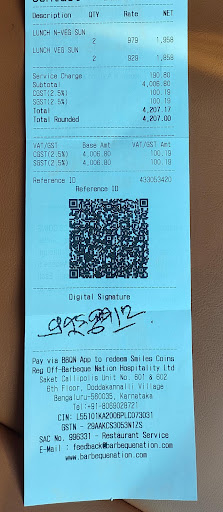 Description QTY Rate NET
LUNCH N-VEG SUN
2 979 1,958
LUNCH VEG SUN
2 929 1,858
Service Charge 190.80
Subtotal 4,006.80
CGST(2.5%) 100.19
SGST(2.5%) 100.19
Total 4,207.17
Total Rounded 4,207.00
VAT/GST Base Amt VAT/GST Amt
CGST(2.5%) 4,006.80 100.19
SGST(2.5%) 4,006.80 100.19
Reference ID 433053420
Reference ID
Digital Signature
Pay via BBQN App to redeem Smiles Coins
Reg Off-Barbeque Nation Hospitality Ltd
Saket Callipolis Unit No. 601 & 602
6th Floor, Doddakannalli Village
Bengaluru-560035, Karnataka
Tel:+91-8069028721
CIN: L55101KA2006PLC073031
GSTN - 29AAKCS3053N1ZS
SAC No. 996331 - Restaurant Service
E-Mail : feedback@barbequenation.com
www.barbequenation.com